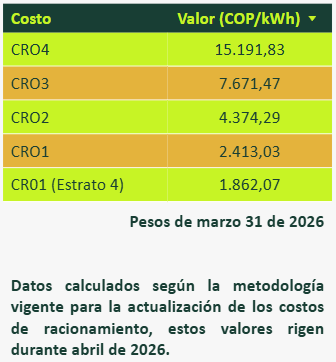 Costo Valor (COP/kWh)
CRO4 15.191,83
CRO3 7.671,47
CRO2 4.374,29
CRO1 2.413,03
CR01 (Estrato 4) 1.862,07
Pesos de marzo 31 de 2026
Datos calculados según la metodología
vigente para la actualización de los costos
de racionamiento, estos valores rigen
durante abril de 2026.